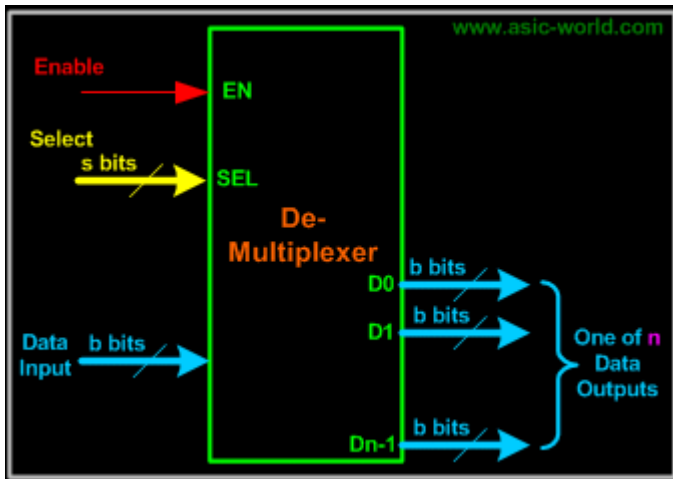 www.asic-world.com
Enable
EN
Select
s bits
SEL
De-
Multiplexer
D0
b bits
D1
b bits
Data
Input
b bits
One of n
Data
Outputs
Dn-1
b bits